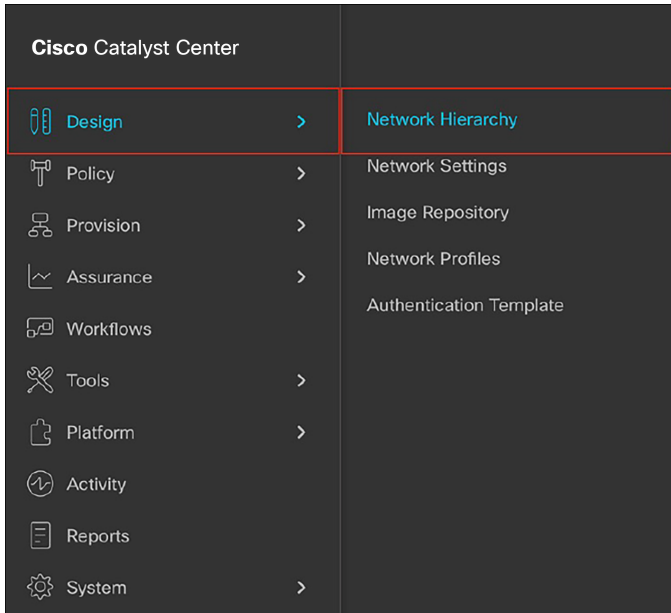 Cisco Catalyst Center
Design
Policy
Provision
Assurance
Workflows
Tools
Platform
Activity
Reports
System
Network Hierarchy
Network Settings
Image Repository
Network Profiles
Authentication Template